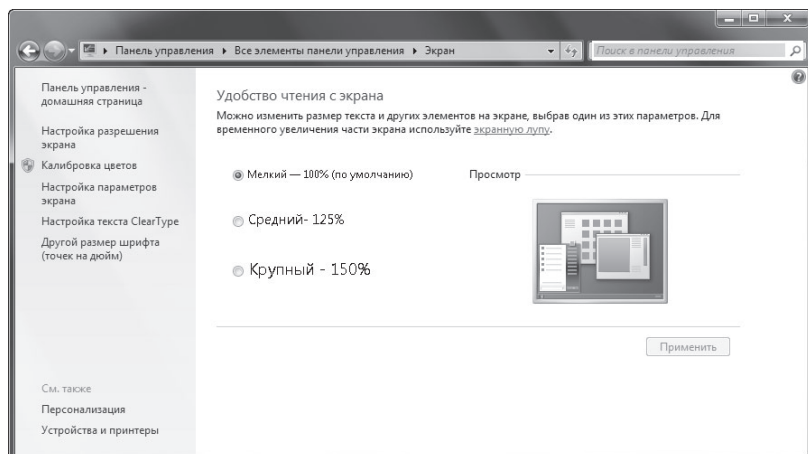 Панель управления ▸ Все элементы панели управления ▸ Экран
Поиск в панели управления
Панель управления -
домашняя страница
Настройка разрешения
экрана
Калибровка цветов
Настройка параметров
экрана
Настройка текста ClearType
Другой размер шрифта
(точек на дюйм)
См. также
Персонализация
Устройства и принтеры
Удобство чтения с экрана
Можно изменить размер текста и других элементов на экране, выбрав один из этих параметров. Для
временного увеличения части экрана используйте экранную лупу.
Мелкий — 100% (по умолчанию)
Просмотр
Средний- 125%
Крупный - 150%
Применить